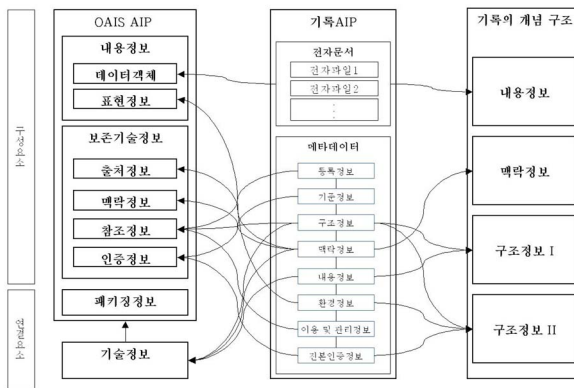 구성요소
연결요소
OAIS AIP
내용정보
데이터객체
표현정보
보존기술정보
출처정보
맥락정보
참조정보
인증정보
패키징정보
기술정보
기록AIP
전자문서
전자파일1
전자파일2
메타데이터
등록정보
기준정보
구조정보
맥락정보
내용정보
환경정보
이용 및 관리정보
진본인증정보
기록의 개념 구조
내용정보
맥락정보
구조정보 I
구조정보 II